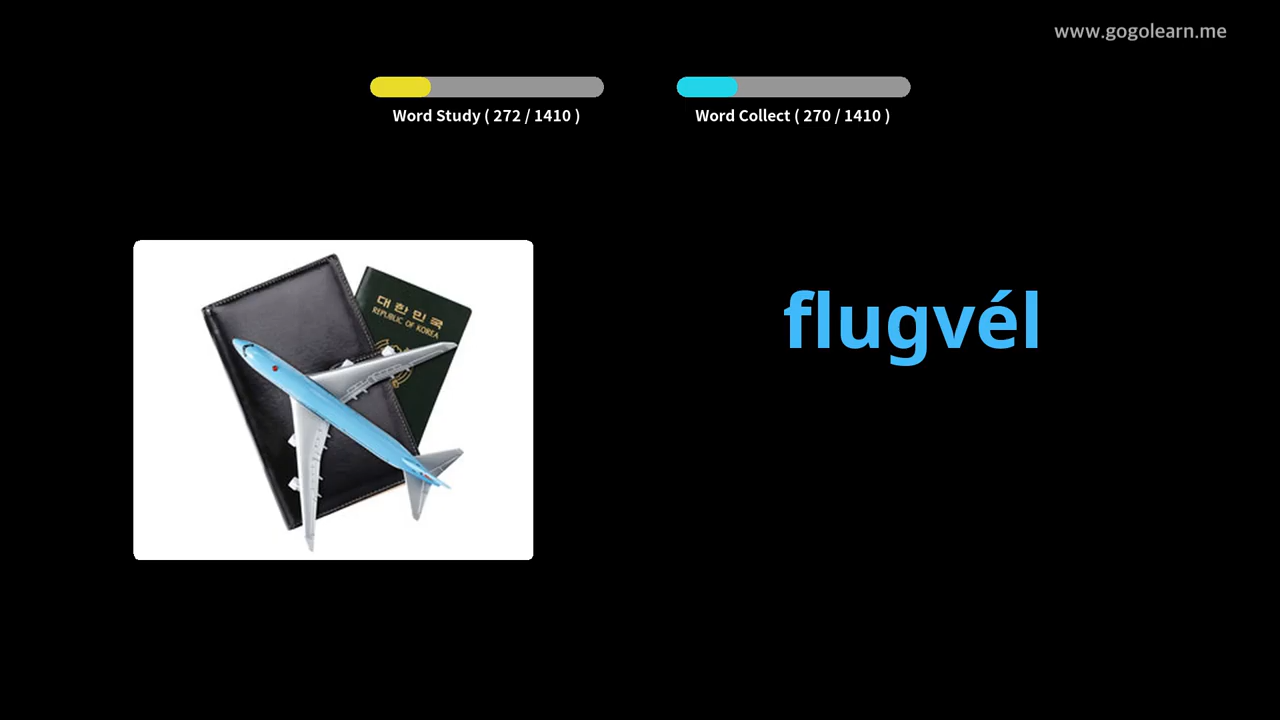 www.gogolearn.me
Word Study ( 272 / 1410 )
Word Collect ( 270 / 1410 )
대한민국
REPUBLIC OF KOREA
flugvél